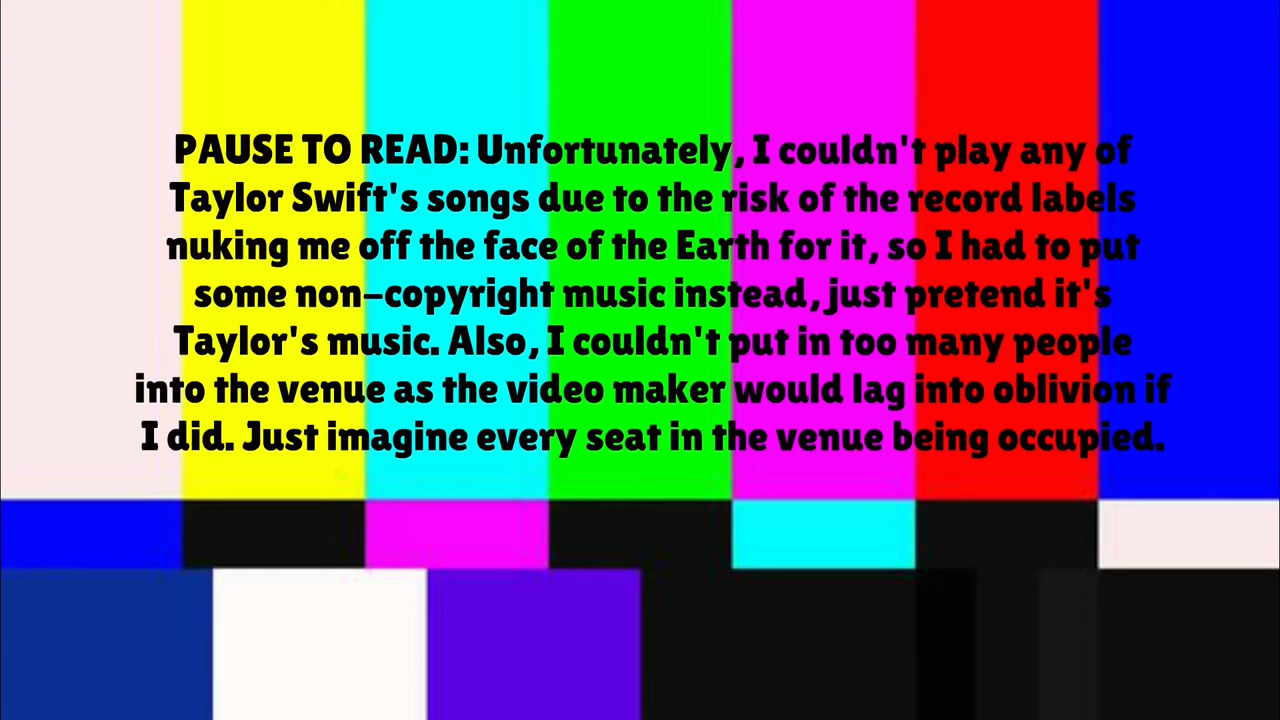 PAUSE TO READ: Unfortunately, I couldn't play any of
Taylor Swift's songs due to the risk of the record labels
nuking me off the face of the Earth for it, so I had to put
some non-copyright music instead, just pretend it's
Taylor's music. Also, I couldn't put in too many people
into the venue as the video maker would lag into oblivion if
I did. Just imagine every seat in the venue being occupied.